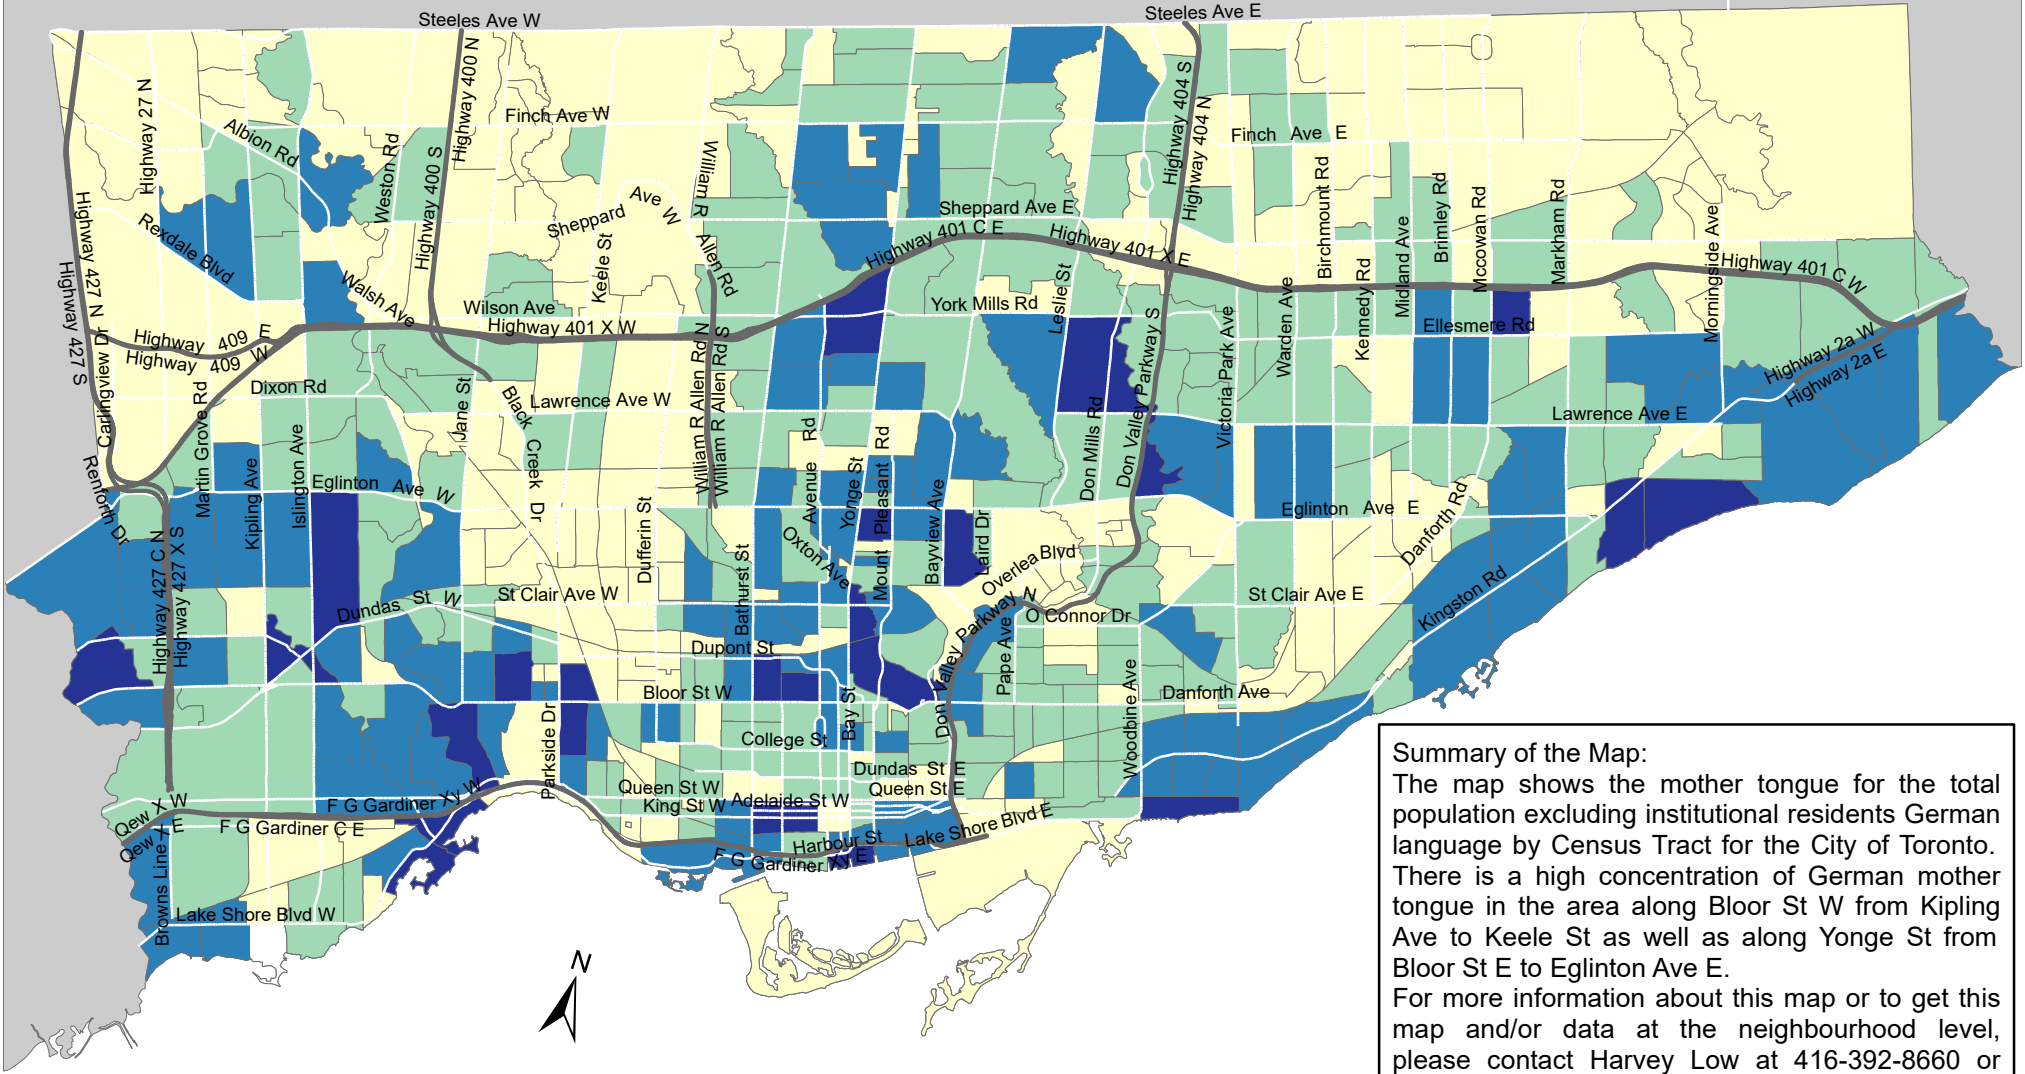 Steeles Ave W
Steeles Ave E
Highway 27 N
Albion Rd
Weston Rd
Highway 400 N
Highway 400 S
Finch Ave W
William R
Allen Rd
Sheppard Ave W
Keele St
Sheppard Ave E
Highway 404 S
Highway 404 N
Finch Ave E
Birchmount Rd
Kennedy Rd
Midland Ave
Brimley Rd
Mccowan Rd
Markham Rd
Morningside Ave
Highway 427 N
Highway 427 N
Highway 427 S
Rexdale Blvd
Walsh Ave
Wilson Ave
Highway 401 X W
Highway 401 C E
Highway 401 X E
Highway 401 C W
York Mills Rd
Leslie St
Ellesmere Rd
Highway 2a W
Highway 2a E
Highway 409 E
Highway 409 W
Carlingview Dr
Dixon Rd
Martin Grove Rd
Jane St
Black Creek Dr
Lawrence Ave W
William R Allen Rd N
William R Allen Rd S
Avenue Rd
Yonge St
Mount Pleasant Rd
Don Mills Rd
Don Valley Parkway S
Victoria Park Ave
Warden Ave
Lawrence Ave E
Renforth Dr
Kipling Ave
Islington Ave
Eglinton Ave W
Highway 427 C N
Highway 427 X S
Dufferin St
Bathurst St
Oxton Ave
Bayview Ave
Laird Dr
Overlea Blvd
Eglinton Ave E
Danforth Rd
Kingston Rd
Dundas St W
St Clair Ave W
St Clair Ave E
O Connor Dr
Don Valley Parkway N
Pape Ave
Woodbine Ave
Danforth Ave
Dupont St
Bloor St W
Bay St
Parkside Dr
College St
Dundas St E
Queen St E
Queen St W
King St W
Adelaide St W
Harbour St
Lake Shore Blvd E
F G Gardiner Xy W
F G Gardiner Xy E
F G Gardiner C E
Qew X W
Qew Y E
Browns Line
Lake Shore Blvd W
N
Summary of the Map:
The map shows the mother tongue for the total
population excluding institutional residents German
language by Census Tract for the City of Toronto.
There is a high concentration of German mother
tongue in the area along Bloor St W from Kipling
Ave to Keele St as well as along Yonge St from
Bloor St E to Eglinton Ave E.
For more information about this map or to get this
map and/or data at the neighbourhood level,
please contact Harvey Low at 416-392-8660 or